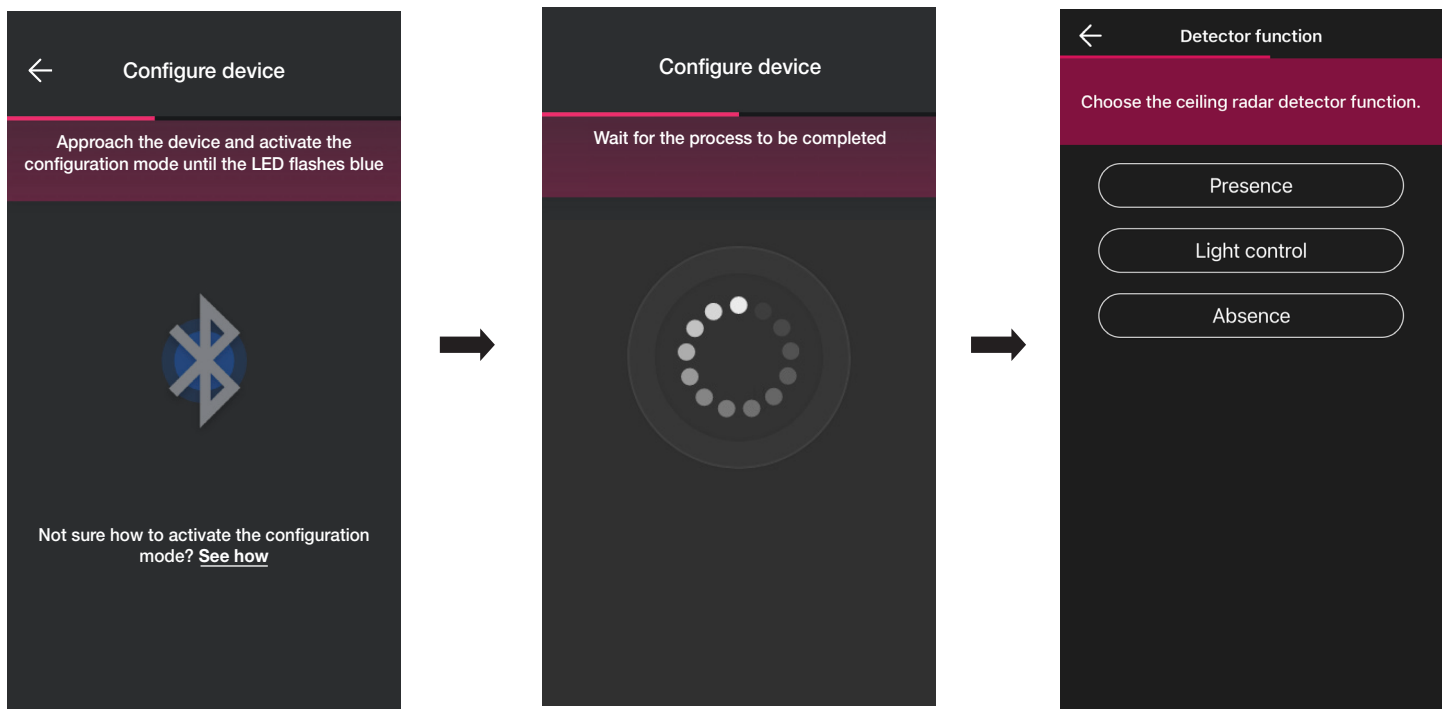 Configure device
Approach the device and activate the
configuration mode until the LED flashes blue
Not sure how to activate the configuration
mode? See how
Configure device
Wait for the process to be completed
Detector function
Choose the ceiling radar detector function.
Presence
Light control
Absence